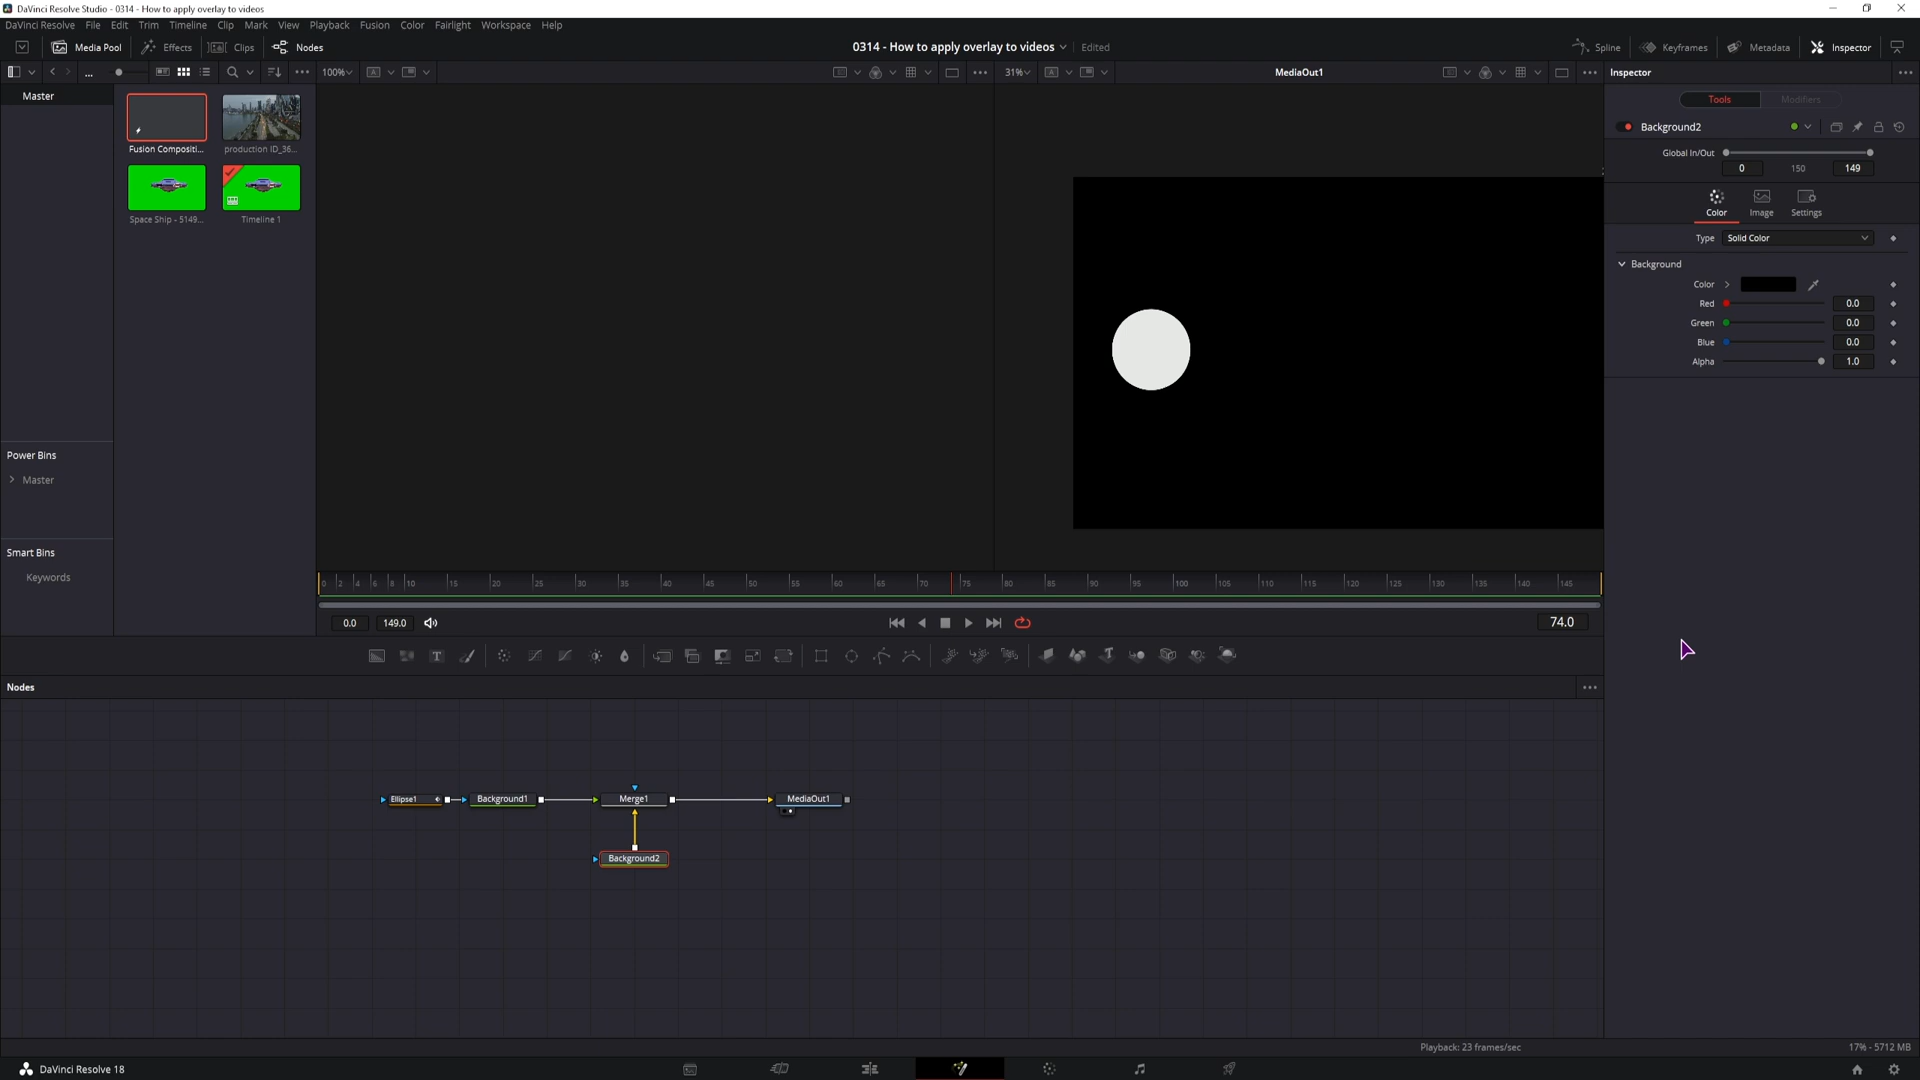 DaVinci Resolve Studio - 0314 - How to apply overlay to videos
DaVinci Resolve File Edit Trim Timeline Clip Mark View Playback Fusion Color Fairlight Workspace Help
Media Pool Effects Clips Nodes 0314 - How to apply overlay to videos Edited Spline Keyframes Metadata Inspector
... 100% 31% MediaOut1 Inspector
Master
Tools Modifiers
Background2
Fusion Compositi... production ID_36...
Global In/Out
0 150 149
Color Image Settings
Space Ship - 5149... Timeline 1
Type Solid Color
Background
Color
Red 0.0
Green 0.0
Blue 0.0
Alpha 1.0
Power Bins
Master
Smart Bins
Keywords
0 2 4 6 8 10 15 20 25 30 35 40 45 50 55 60 65 70 75 80 85 90 95 100 105 110 115 120 125 130 135 140 145
0.0 149.0 74.0
Nodes
Ellipse1 Background1 Merge1 MediaOut1
Background2
Playback: 23 frames/sec 17% - 5712 MB
DaVinci Resolve 18